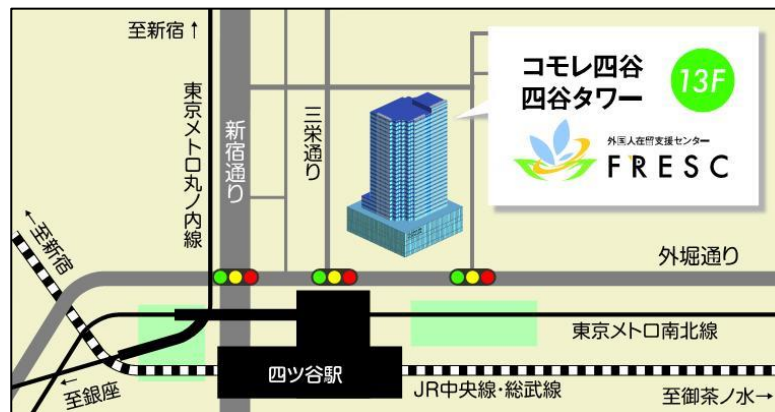 至新宿↑
コモレ四谷
四谷タワー
13F
外国人在留支援センター
FRESC
東京メトロ丸ノ内線
新宿通り
三栄通り
←至新宿
外堀通り
東京メトロ南北線
四ツ谷駅
JR中央線・総武線
←至銀座
至御茶ノ水→